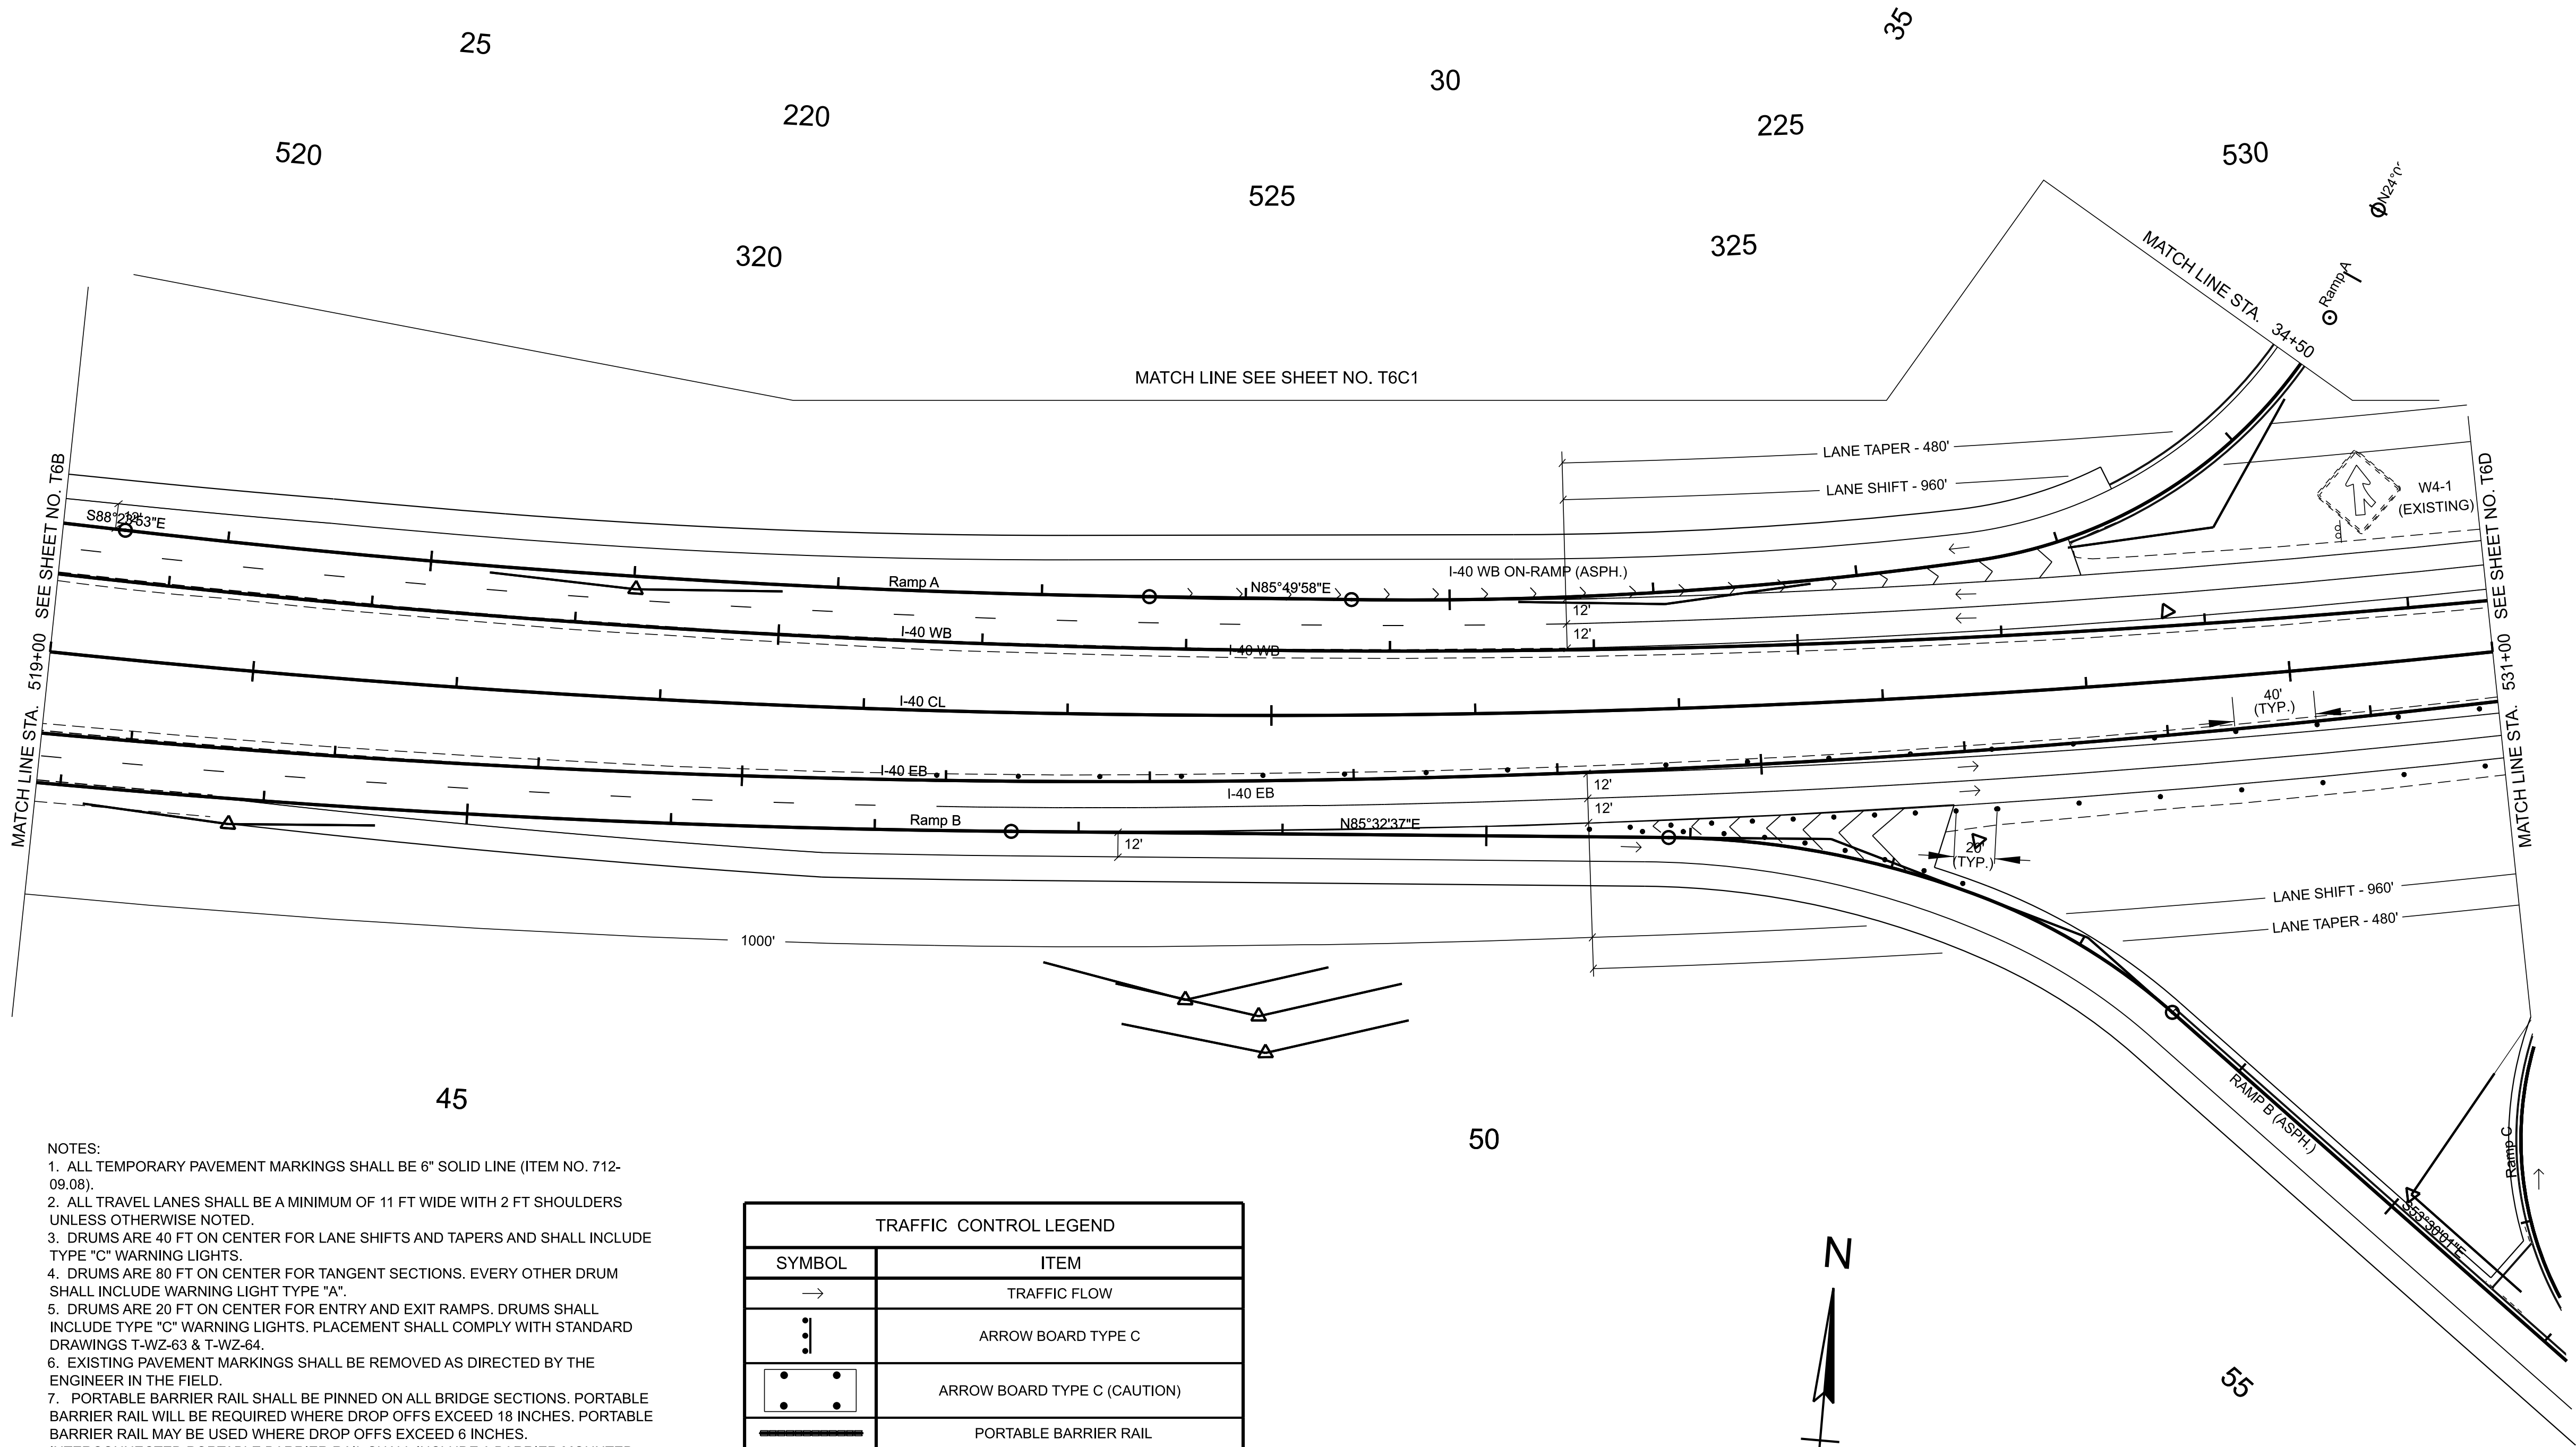 25
30
35
220
225
520
525
530
320
325
N24°0
Ramp A
MATCH LINE STA. 34+50
MATCH LINE SEE SHEET NO. T6C1
LANE TAPER - 480'
LANE SHIFT - 960'
W4-1
(EXISTING)
MATCH LINE STA. 519+00 SEE SHEET NO. T6B
MATCH LINE STA. 531+00 SEE SHEET NO. T6D
S88°23'53"E
12'
Ramp A
N85°49'58"E
I-40 WB ON-RAMP (ASPH.)
12'
12'
I-40 WB
I-40 WB
I-40 CL
40'
(TYP.)
I-40 EB
I-40 EB
12'
12'
Ramp B
12'
N85°32'37"E
20'
(TYP.)
LANE SHIFT - 960'
LANE TAPER - 480'
1000'
RAMP B (ASPH.)
Ramp C
S53°30'01"E
45
50
55
NOTES:
1. ALL TEMPORARY PAVEMENT MARKINGS SHALL BE 6" SOLID LINE (ITEM NO. 712-
09.08).
2. ALL TRAVEL LANES SHALL BE A MINIMUM OF 11 FT WIDE WITH 2 FT SHOULDERS
UNLESS OTHERWISE NOTED.
3. DRUMS ARE 40 FT ON CENTER FOR LANE SHIFTS AND TAPERS AND SHALL INCLUDE
TYPE "C" WARNING LIGHTS.
4. DRUMS ARE 80 FT ON CENTER FOR TANGENT SECTIONS. EVERY OTHER DRUM
SHALL INCLUDE WARNING LIGHT TYPE "A".
5. DRUMS ARE 20 FT ON CENTER FOR ENTRY AND EXIT RAMPS. DRUMS SHALL
INCLUDE TYPE "C" WARNING LIGHTS. PLACEMENT SHALL COMPLY WITH STANDARD
DRAWINGS T-WZ-63 & T-WZ-64.
6. EXISTING PAVEMENT MARKINGS SHALL BE REMOVED AS DIRECTED BY THE
ENGINEER IN THE FIELD.
7. PORTABLE BARRIER RAIL SHALL BE PINNED ON ALL BRIDGE SECTIONS. PORTABLE
BARRIER RAIL WILL BE REQUIRED WHERE DROP OFFS EXCEED 18 INCHES. PORTABLE
BARRIER RAIL MAY BE USED WHERE DROP OFFS EXCEED 6 INCHES.
TRAFFIC CONTROL LEGEND
SYMBOL ITEM
TRAFFIC FLOW
ARROW BOARD TYPE C
ARROW BOARD TYPE C (CAUTION)
PORTABLE BARRIER RAIL
N